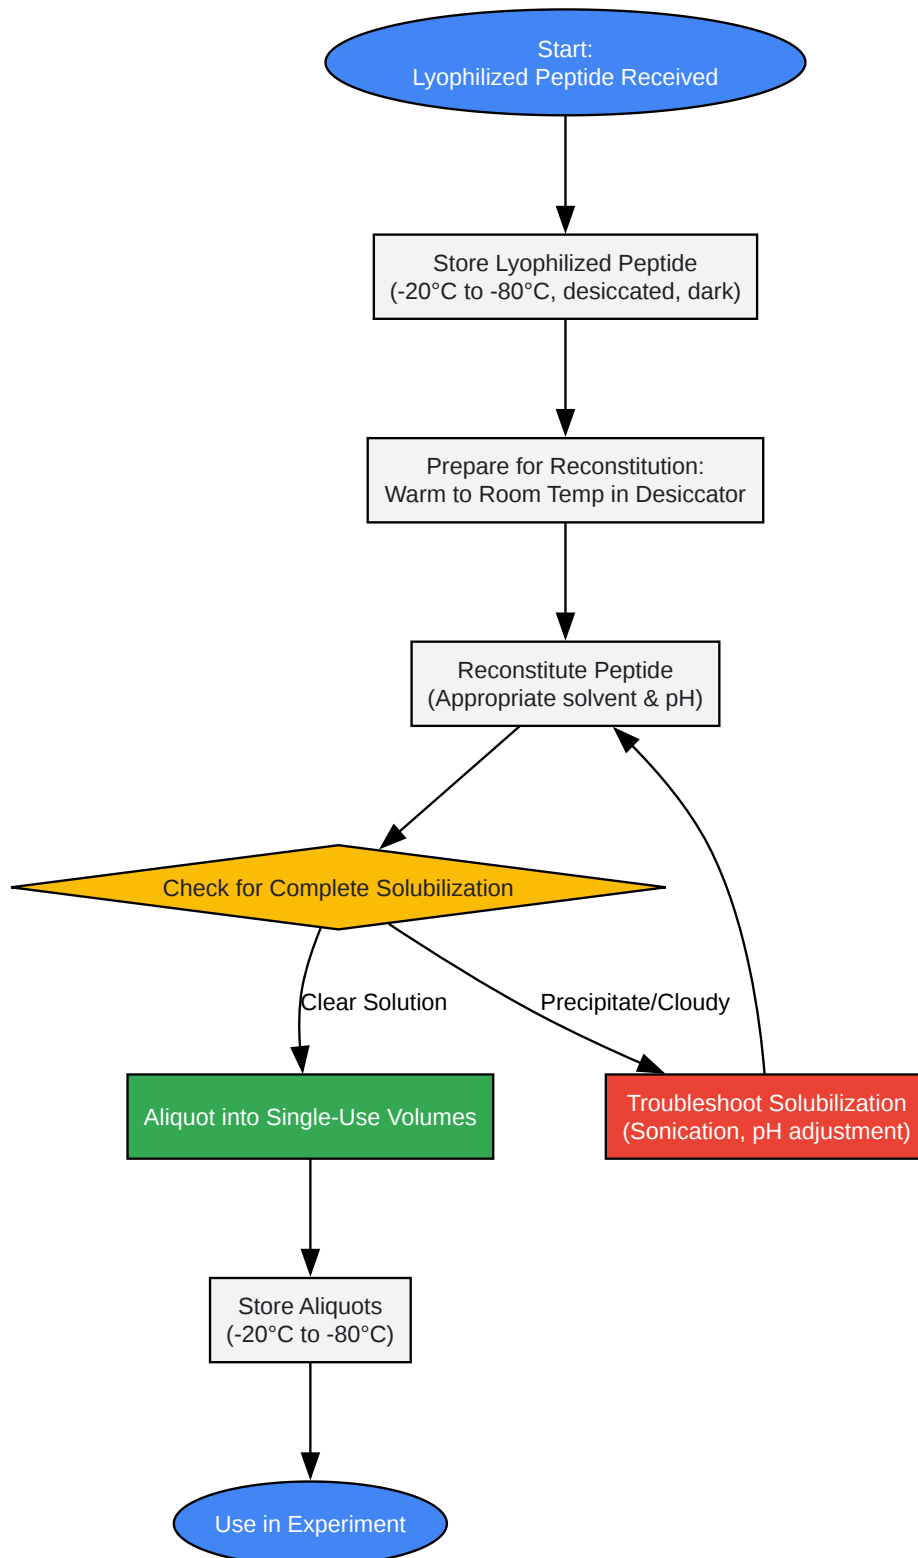 Start:
Lyophilized Peptide Received
Store Lyophilized Peptide
(-20°C to -80°C, desiccated, dark)
Prepare for Reconstitution:
Warm to Room Temp in Desiccator
Reconstitute Peptide
(Appropriate solvent & pH)
Check for Complete Solubilization
Clear Solution
Precipitate/Cloudy
Aliquot into Single-Use Volumes
Troubleshoot Solubilization
(Sonication, pH adjustment)
Store Aliquots
(-20°C to -80°C)
Use in Experiment